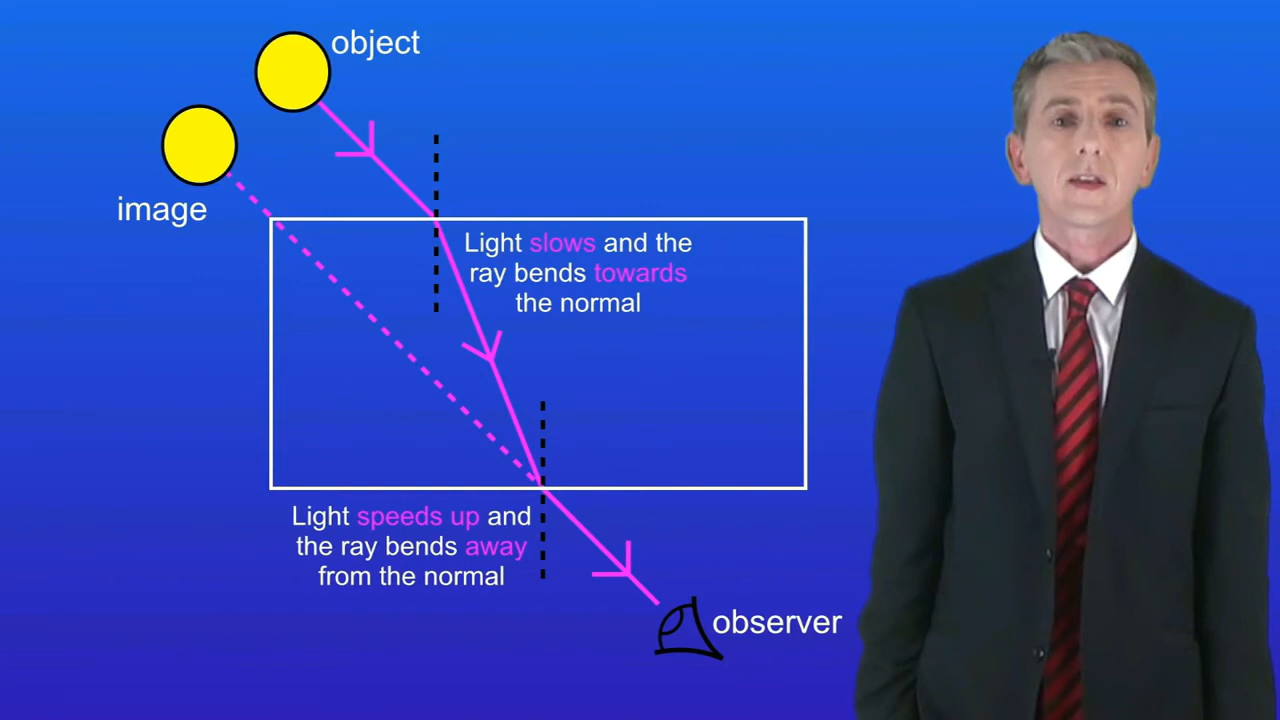 object
image
Light slows and the
ray bends towards
the normal
Light speeds up and
the ray bends away
from the normal
observer